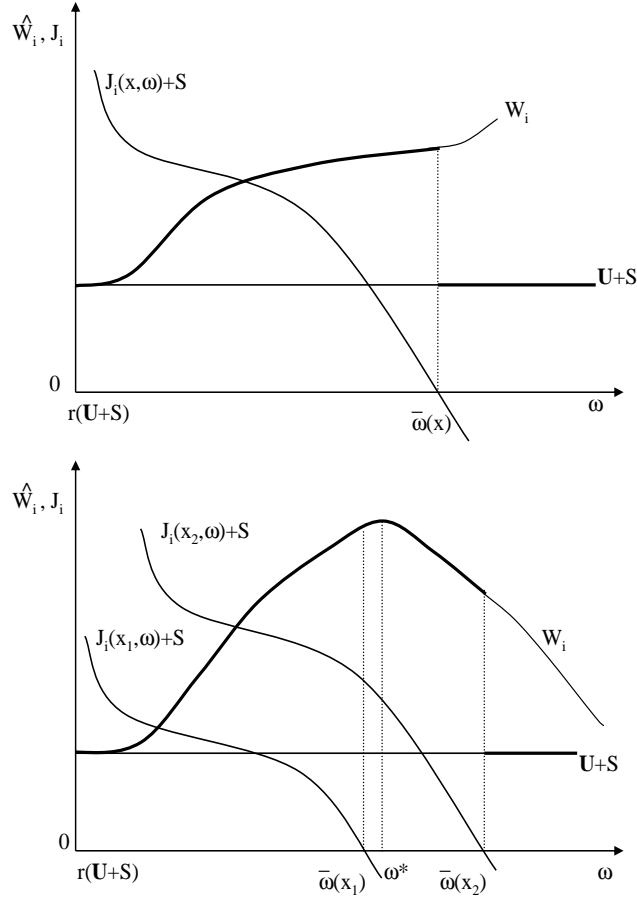 Ŵᵢ, Jᵢ
Jᵢ(x,ω)+S
Wᵢ
U+S
0
r(U+S)
ω̅(x)
ω
Ŵᵢ, Jᵢ
Jᵢ(x₂,ω)+S
Jᵢ(x₁,ω)+S
Wᵢ
U+S
0
r(U+S)
ω̅(x₁)
ω*
ω̅(x₂)
ω